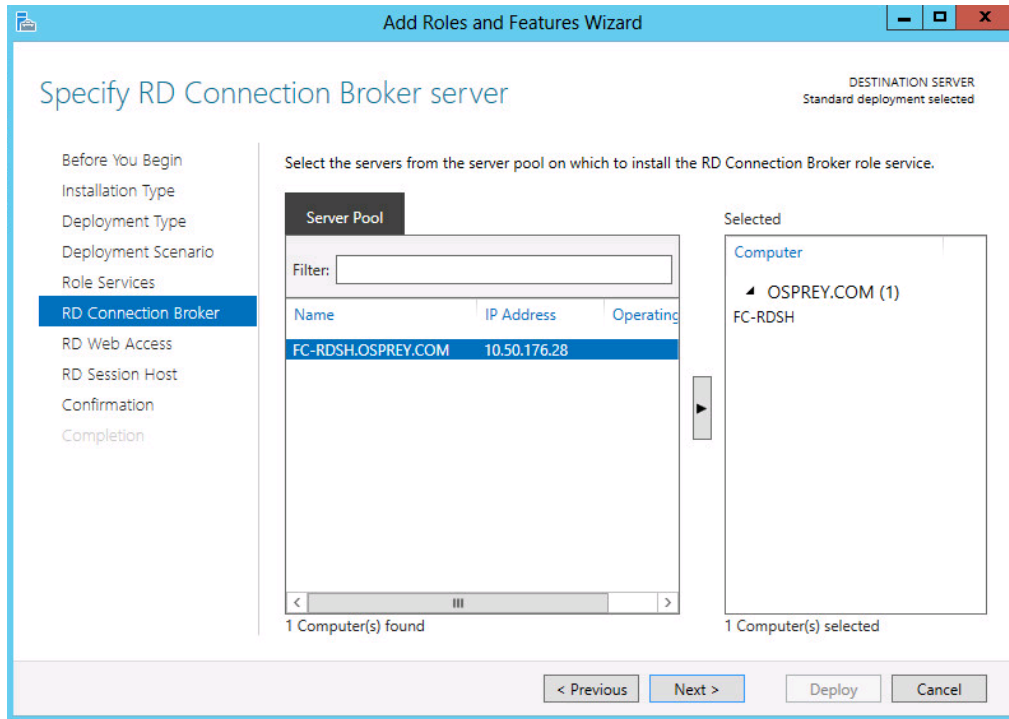 Add Roles and Features Wizard
Specify RD Connection Broker server
DESTINATION SERVER
Standard deployment selected
Before You Begin
Installation Type
Deployment Type
Deployment Scenario
Role Services
RD Connection Broker
RD Web Access
RD Session Host
Confirmation
Completion
Select the servers from the server pool on which to install the RD Connection Broker role service.
Server Pool
Filter:
Name IP Address Operating
FC-RDSH.OSPREY.COM 10.50.176.28
1 Computer(s) found
Selected
Computer
OSPREY.COM (1)
FC-RDSH
1 Computer(s) selected
< Previous Next > Deploy Cancel